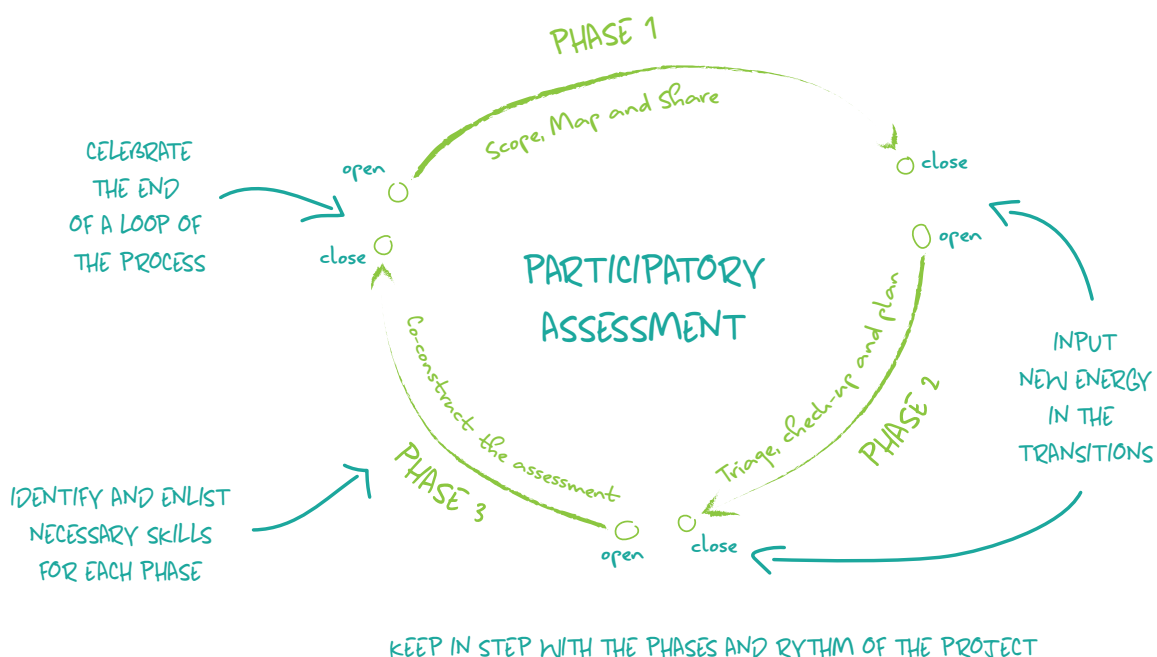 PHASE 1
Scope, Map and Share
CELEBRATE
THE END
OF A LOOP OF
THE PROCESS
open
close
close
open
PARTICIPATORY
ASSESSMENT
Triage, check-up and plan
PHASE 2
INPUT
NEW ENERGY
IN THE
TRANSITIONS
Co-construct the assessment
PHASE 3
open
close
IDENTIFY AND ENLIST
NECESSARY SKILLS
FOR EACH PHASE
KEEP IN STEP WITH THE PHASES AND RYTHM OF THE PROJECT